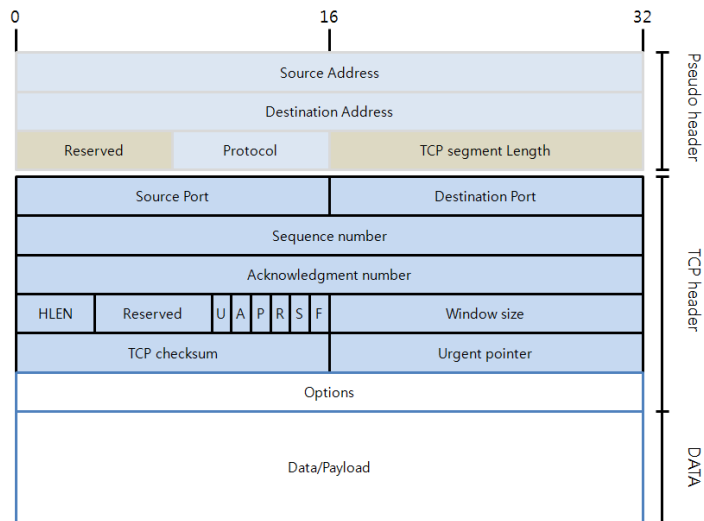 0 16 32
Source Address
Destination Address
Reserved Protocol TCP segment Length
Pseudo header
Source Port Destination Port
Sequence number
Acknowledgment number
HLEN Reserved U A P R S F Window size
TCP checksum Urgent pointer
Options
TCP header
Data/Payload
DATA